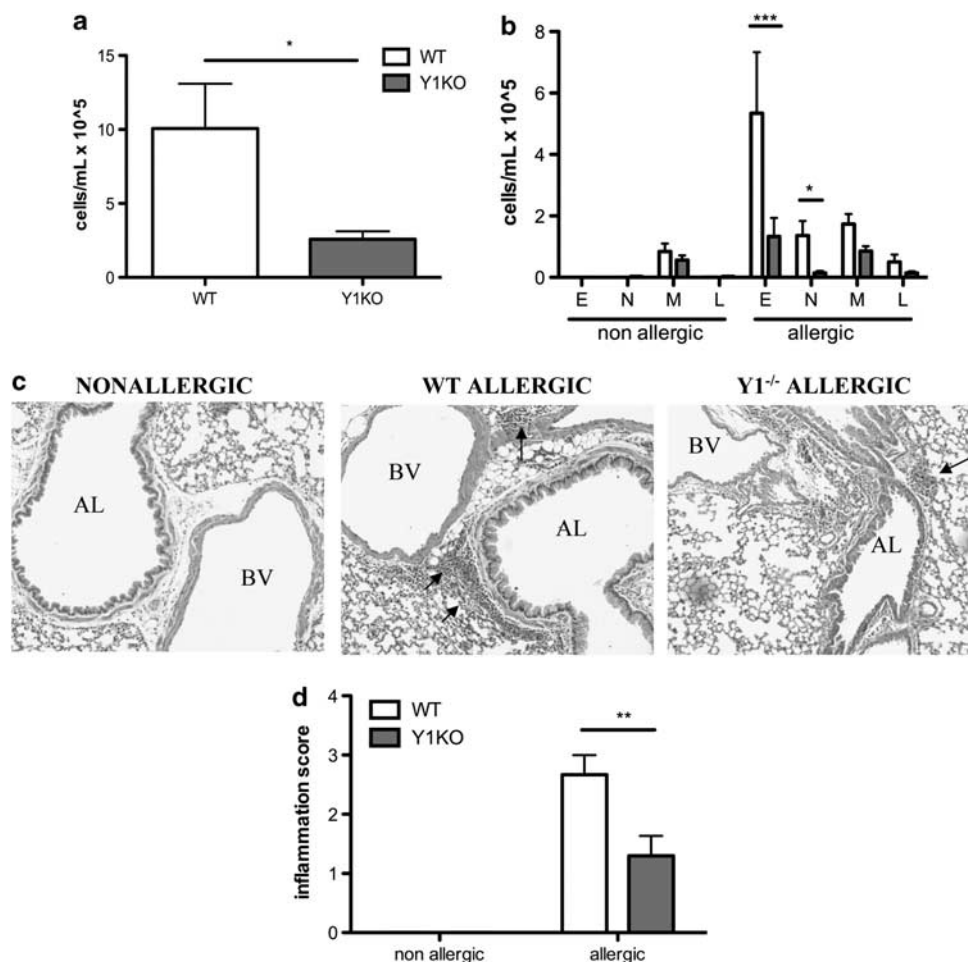 a
*
WT
Y1KO
cells/mL x 10^5
15
10
5
0
WT Y1KO
b
***
*
cells/mL x 10^5
8
6
4
2
0
E N M L E N M L
non allergic allergic
c
NONALLERGIC WT ALLERGIC Y1-/- ALLERGIC
AL
BV
BV
AL
BV
AL
d
WT
Y1KO
**
inflammation score
4
3
2
1
0
non allergic allergic